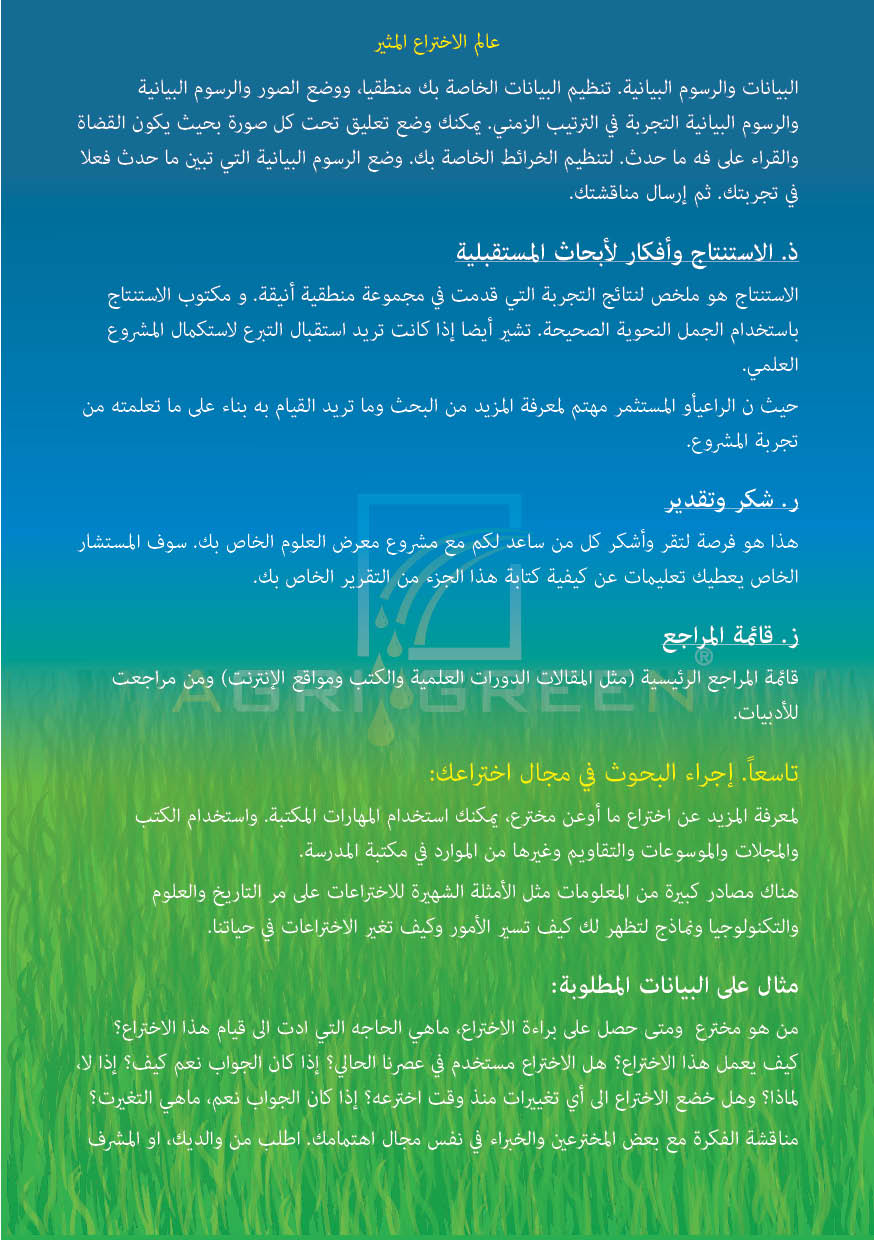 عالم الاختراع المثير
البيانات والرسوم البيانية. تنظيم البيانات الخاصة بك منطقيا، ووضع الصور والرسوم البيانية
والرسوم البيانية التجربة في الترتيب الزمني. يمكنك وضع تعليق تحت كل صورة بحيث يكون القضاة
والقراء على فه ما حدث. لتنظيم الخرائط الخاصة بك. وضع الرسوم البيانية التي تبين ما حدث فعلا
في تجربتك. ثم إرسال مناقشتك.
ذ. الاستنتاج وأفكار لأبحاث المستقبلية
الاستنتاج هو ملخص لنتائج التجربة التي قدمت في مجموعة منطقية أنيقة. و مكتوب الاستنتاج
باستخدام الجمل النحوية الصحيحة. تشير أيضا إذا كانت تريد استقبال التبرع لاستكمال المشروع
العلمي.
حيث ن الراعيأو المستثمر مهتم لمعرفة المزيد من البحث وما تريد القيام به بناء على ما تعلمته من
تجربة المشروع.
ر. شكر وتقدير
هذا هو فرصة لتقر وأشكر كل من ساعد لكم مع مشروع معرض العلوم الخاص بك. سوف المستشار
الخاص يعطيك تعليمات عن كيفية كتابة هذا الجزء من التقرير الخاص بك.
ز. قائمة المراجع
قائمة المراجع الرئيسية (مثل المقالات الدورات العلمية والكتب ومواقع الإنترنت) ومن مراجعت
للأدبيات.
AGRI GREEN®
تاسعاً. إجراء البحوث في مجال اختراعك:
لمعرفة المزيد عن اختراع ما أوعن مخترع، يمكنك استخدام المهارات المكتبة. واستخدام الكتب
والمجلات والموسوعات والتقاويم وغيرها من الموارد في مكتبة المدرسة.
هناك مصادر كبيرة من المعلومات مثل الأمثلة الشهيرة للاختراعات على مر التاريخ والعلوم
والتكنولوجيا ونماذج لتظهر لك كيف تسير الأمور وكيف تغير الاختراعات في حياتنا.
مثال على البيانات المطلوبة:
من هو مخترع ومتى حصل على براءة الاختراع، ماهي الحاجه التي ادت الى قيام هذا الاختراع؟
كيف يعمل هذا الاختراع؟ هل الاختراع مستخدم في عصرنا الحالي؟ إذا كان الجواب نعم كيف؟ إذا لا،
لماذا؟ وهل خضع الاختراع الى أي تغييرات منذ وقت اخترعه؟ إذا كان الجواب نعم، ماهي التغيرت؟
مناقشة الفكرة مع بعض المخترعين والخبراء في نفس مجال اهتمامك. اطلب من والديك، او المشرف